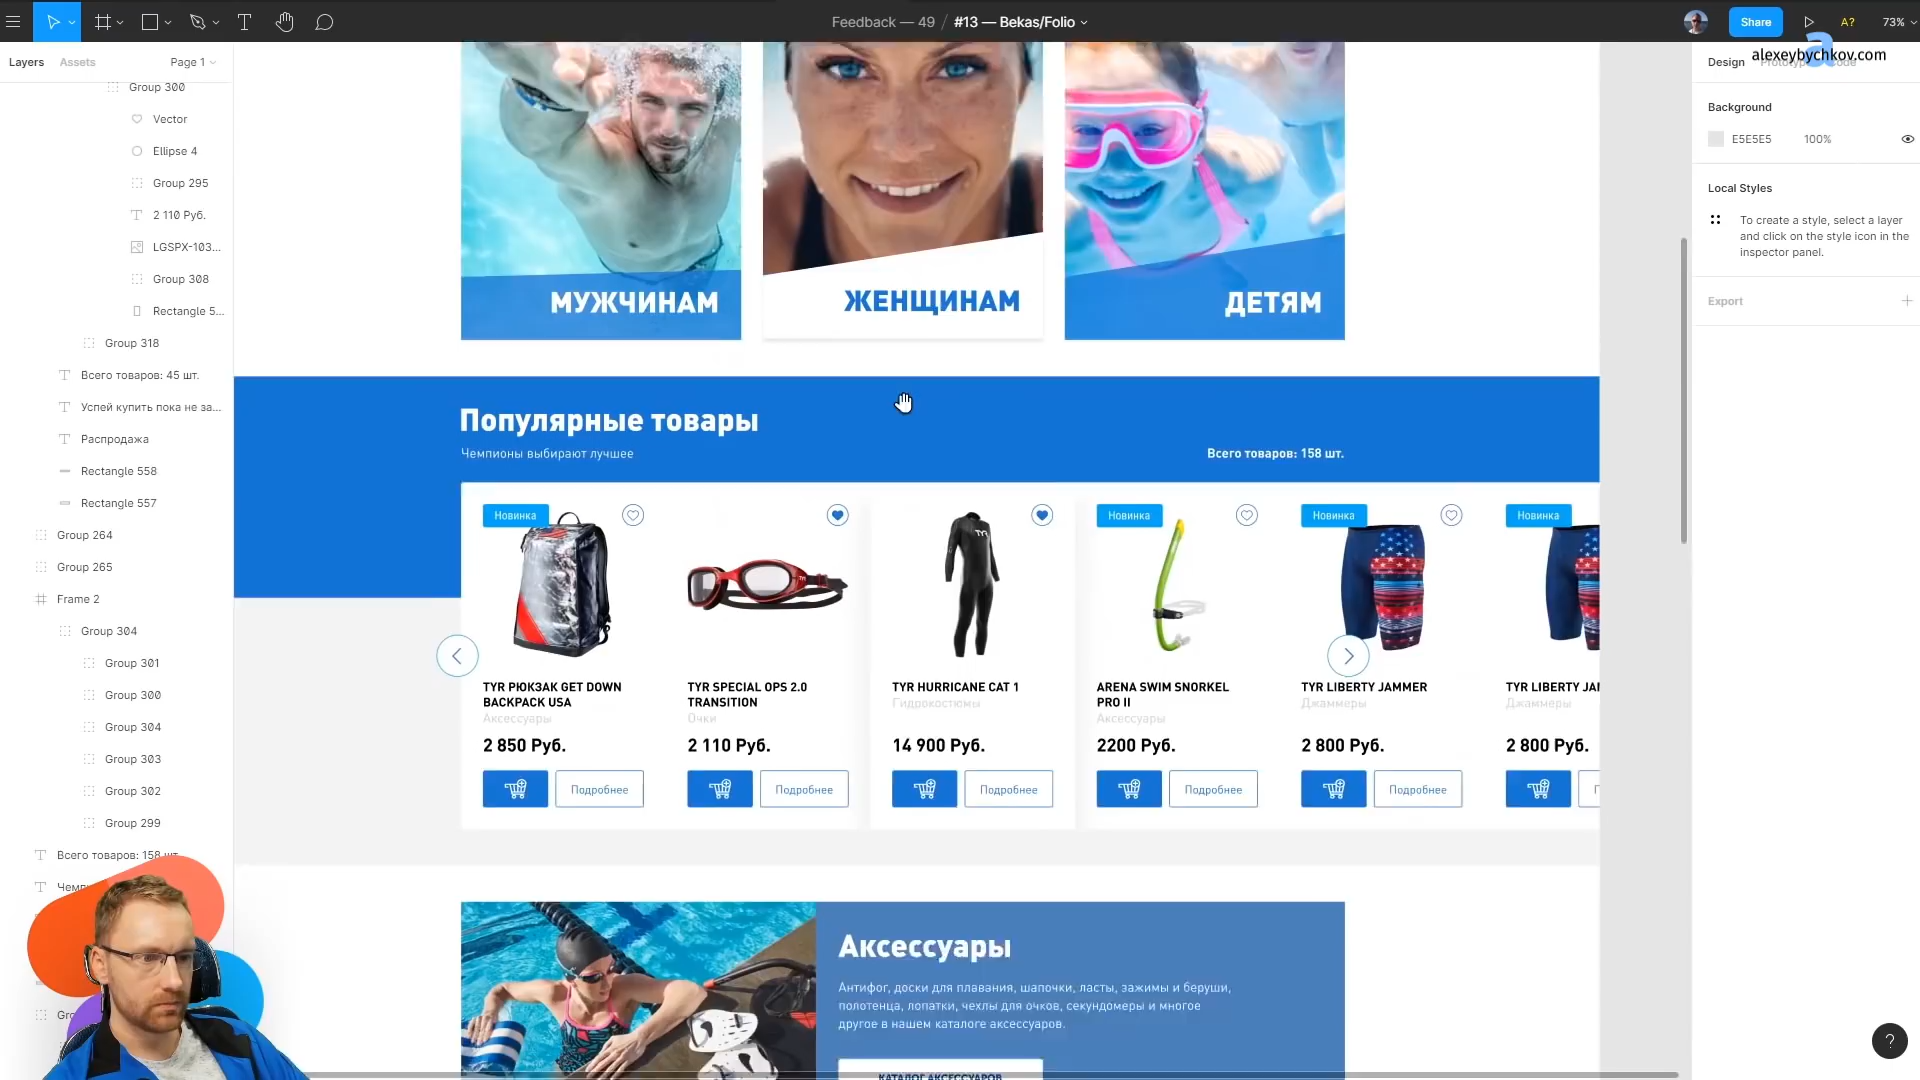 Feedback — 49 / #13 — Bekas/Folio
Share
A?
73%
alexeybychkov.com
Layers
Assets
Page 1
Design
Group 300
Vector
Ellipse 4
Group 295
2 110 Руб.
LGSPX-103...
Group 308
Rectangle 5...
Group 318
Всего товаров: 45 шт.
Успей купить пока не за...
Распродажа
Rectangle 558
Rectangle 557
Group 264
Group 265
Frame 2
Group 304
Group 301
Group 300
Group 304
Group 303
Group 302
Group 299
Всего товаров: 158
МУЖЧИНАМ
ЖЕНЩИНАМ
ДЕТЯМ
Популярные товары
Чемпионы выбирают лучшее
Всего товаров: 158 шт.
Новинка
Новинка
Новинка
Новинка
TYR РЮКЗАК GET DOWN
BACKPACK USA
Аксессуары
2 850 Руб.
Подробнее
TYR SPECIAL OPS 2.0
TRANSITION
Очки
2 110 Руб.
Подробнее
TYR
TYR HURRICANE CAT 1
Гидрокостюмы
14 900 Руб.
Подробнее
ARENA SWIM SNORKEL
PRO II
Аксессуары
2200 Руб.
Подробнее
TYR LIBERTY JAMMER
Джаммеры
2 800 Руб.
Подробнее
TYR LIBERTY JA
Джаммеры
2 800 Руб.
Аксессуары
Антифог, доски для плавания, шапочки, ласты, зажимы и беруши,
полотенца, лопатки, чехлы для очков, секундомеры и многое
другое в нашем каталоге аксессуаров.
КАТАЛОГ АКСЕССУАРОВ
Background
E5E5E5 100%
Local Styles
To create a style, select a layer
and click on the style icon in the
inspector panel.
Export
?